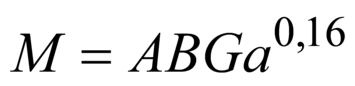 M = ABGa^{0,16}